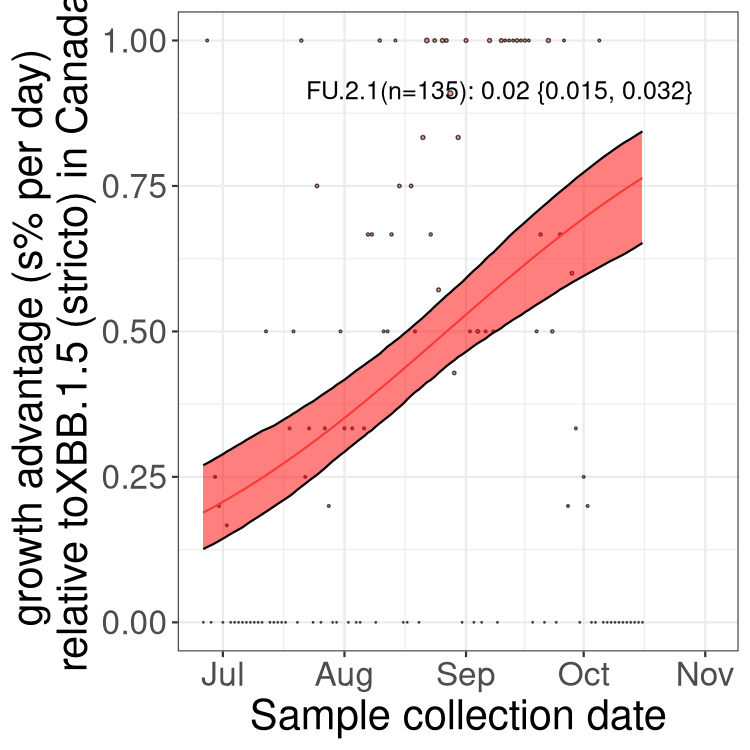 growth advantage (s% per day)
relative toXBB.1.5 (stricto) in Canada
1.00
0.75
0.50
0.25
0.00
FU.2.1(n=135): 0.02 {0.015, 0.032}
Jul Aug Sep Oct Nov
Sample collection date